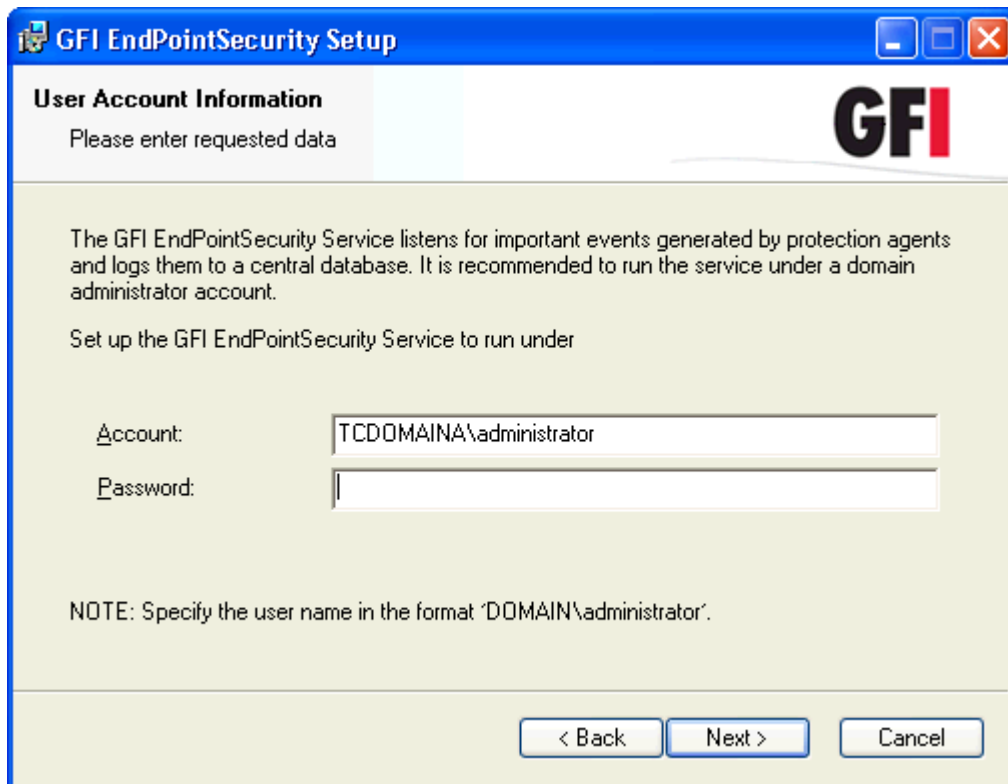 GFI EndPointSecurity Setup
User Account Information
Please enter requested data
GFI
The GFI EndPointSecurity Service listens for important events generated by protection agents
and logs them to a central database. It is recommended to run the service under a domain
administrator account.
Set up the GFI EndPointSecurity Service to run under
Account:
TCDOMAINA\administrator
Password:
NOTE: Specify the user name in the format ‘DOMAIN\administrator’.
< Back
Next >
Cancel